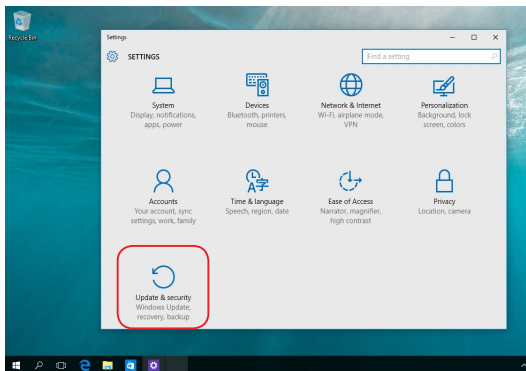 Recycle Bin
Settings
SETTINGS
Find a setting
System
Display, notifications,
apps, power
Devices
Bluetooth, printers,
mouse
Network & Internet
Wi-Fi, airplane mode,
VPN
Personalization
Background, lock
screen, colors
Accounts
Your account, sync
settings, work, family
Time & language
Speech, region, date
Ease of Access
Narrator, magnifier,
high contrast
Privacy
Location, camera
Update & security
Windows Update,
recovery, backup